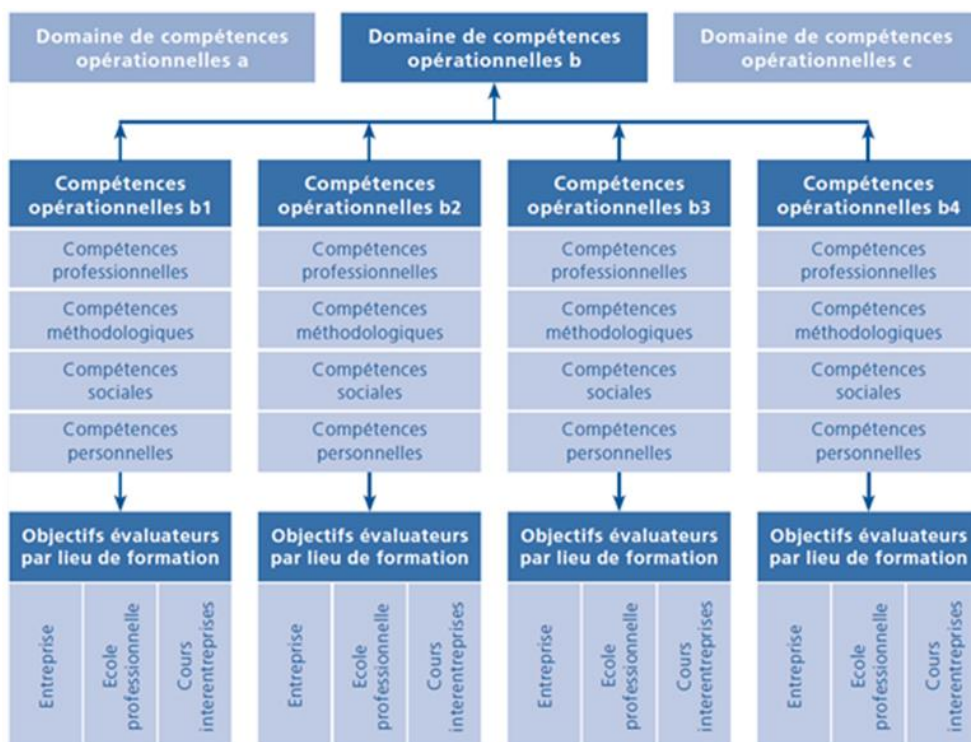 Domaine de compétences
opérationnelles a
Domaine de compétences
opérationnelles b
Domaine de compétences
opérationnelles c
Compétences
opérationnelles b1
Compétences
professionnelles
Compétences
méthodologiques
Compétences
sociales
Compétences
personnelles
Objectifs évaluateurs
par lieu de formation
Entreprise
Ecole
professionnelle
Cours
interentreprises
Compétences
opérationnelles b2
Compétences
professionnelles
Compétences
méthodologiques
Compétences
sociales
Compétences
personnelles
Objectifs évaluateurs
par lieu de formation
Entreprise
Ecole
professionnelle
Cours
interentreprises
Compétences
opérationnelles b3
Compétences
professionnelles
Compétences
méthodologiques
Compétences
sociales
Compétences
personnelles
Objectifs évaluateurs
par lieu de formation
Entreprise
Ecole
professionnelle
Cours
interentreprises
Compétences
opérationnelles b4
Compétences
professionnelles
Compétences
méthodologiques
Compétences
sociales
Compétences
personnelles
Objectifs évaluateurs
par lieu de formation
Entreprise
Ecole
professionnelle
Cours
interentreprises